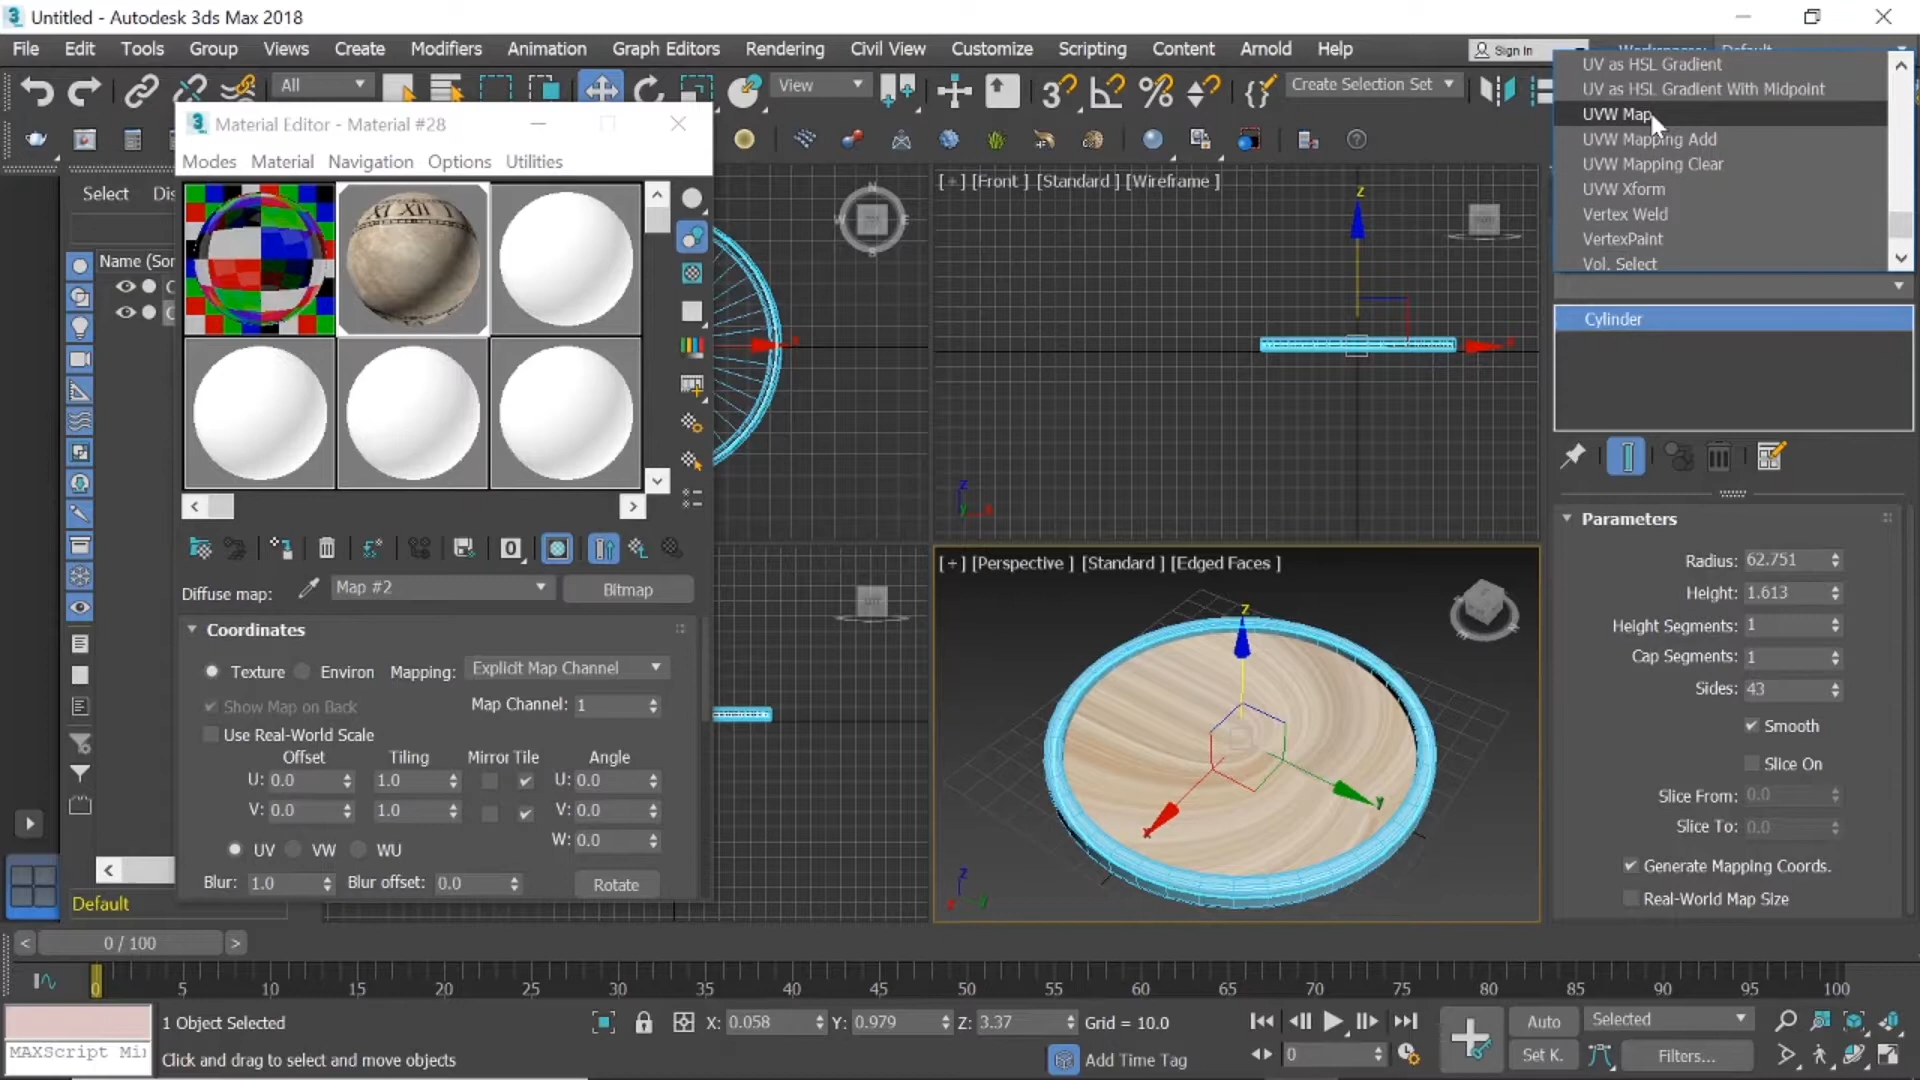 Untitled - Autodesk 3ds Max 2018
File Edit Tools Group Views Create Modifiers Animation Graph Editors Rendering Civil View Customize Scripting Content Arnold Help Sign In Default
All View Create Selection Set
UV as HSL Gradient
UV as HSL Gradient With Midpoint
UVW Map
UVW Mapping Add
UVW Mapping Clear
UVW Xform
Vertex Weld
VertexPaint
Vol. Select
Material Editor - Material #28
Modes Material Navigation Options Utilities
Select
Name (Sor
[+] [Front ] [Standard ] [Wireframe ]
Z
Cylinder
Parameters
Radius: 62.751
Height: 1.613
Height Segments: 1
Cap Segments: 1
Sides: 43
Smooth
Slice On
Slice From: 0.0
Slice To: 0.0
Generate Mapping Coords.
Real-World Map Size
Diffuse map: Map #2 Bitmap
Coordinates
Texture Environ Mapping: Explicit Map Channel
Show Map on Back Map Channel: 1
Use Real-World Scale
Offset Tiling Mirror Tile Angle
U: 0.0 1.0 U: 0.0
V: 0.0 1.0 V: 0.0
W: 0.0
UV VW WU
Blur: 1.0 Blur offset: 0.0 Rotate
[+] [Perspective ] [Standard ] [Edged Faces ]
Default
0 / 100
0 5 10 15 20 25 30 35 40 45 50 55 60 65 70 75 80 85 90 95 100
1 Object Selected X: 0.058 Y: 0.979 Z: 3.37 Grid = 10.0 Auto Selected
MAXScript Mi Click and drag to select and move objects Add Time Tag 0 Set K. Filters...